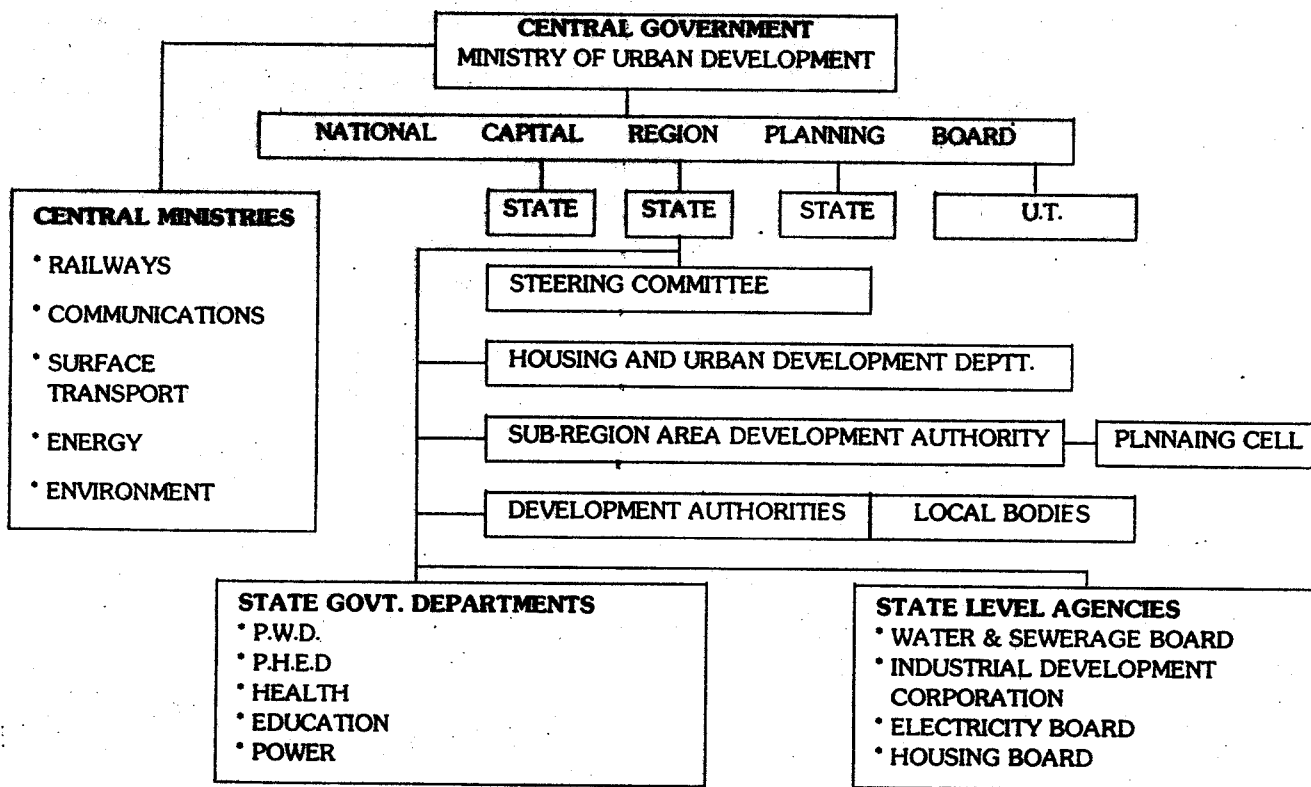 CENTRAL GOVERNMENT
MINISTRY OF URBAN DEVELOPMENT
NATIONAL CAPITAL REGION PLANNING BOARD
STATE
STATE
STATE
U.T.
CENTRAL MINISTRIES
* RAILWAYS
* COMMUNICATIONS
* SURFACE
TRANSPORT
* ENERGY
* ENVIRONMENT
STEERING COMMITTEE
HOUSING AND URBAN DEVELOPMENT DEPTT.
SUB-REGION AREA DEVELOPMENT AUTHORITY
PLNNAING CELL
DEVELOPMENT AUTHORITIES
LOCAL BODIES
STATE GOVT. DEPARTMENTS
* P.W.D.
* P.H.E.D
* HEALTH
* EDUCATION
* POWER
STATE LEVEL AGENCIES
* WATER & SEWERAGE BOARD
* INDUSTRIAL DEVELOPMENT
CORPORATION
* ELECTRICITY BOARD
* HOUSING BOARD